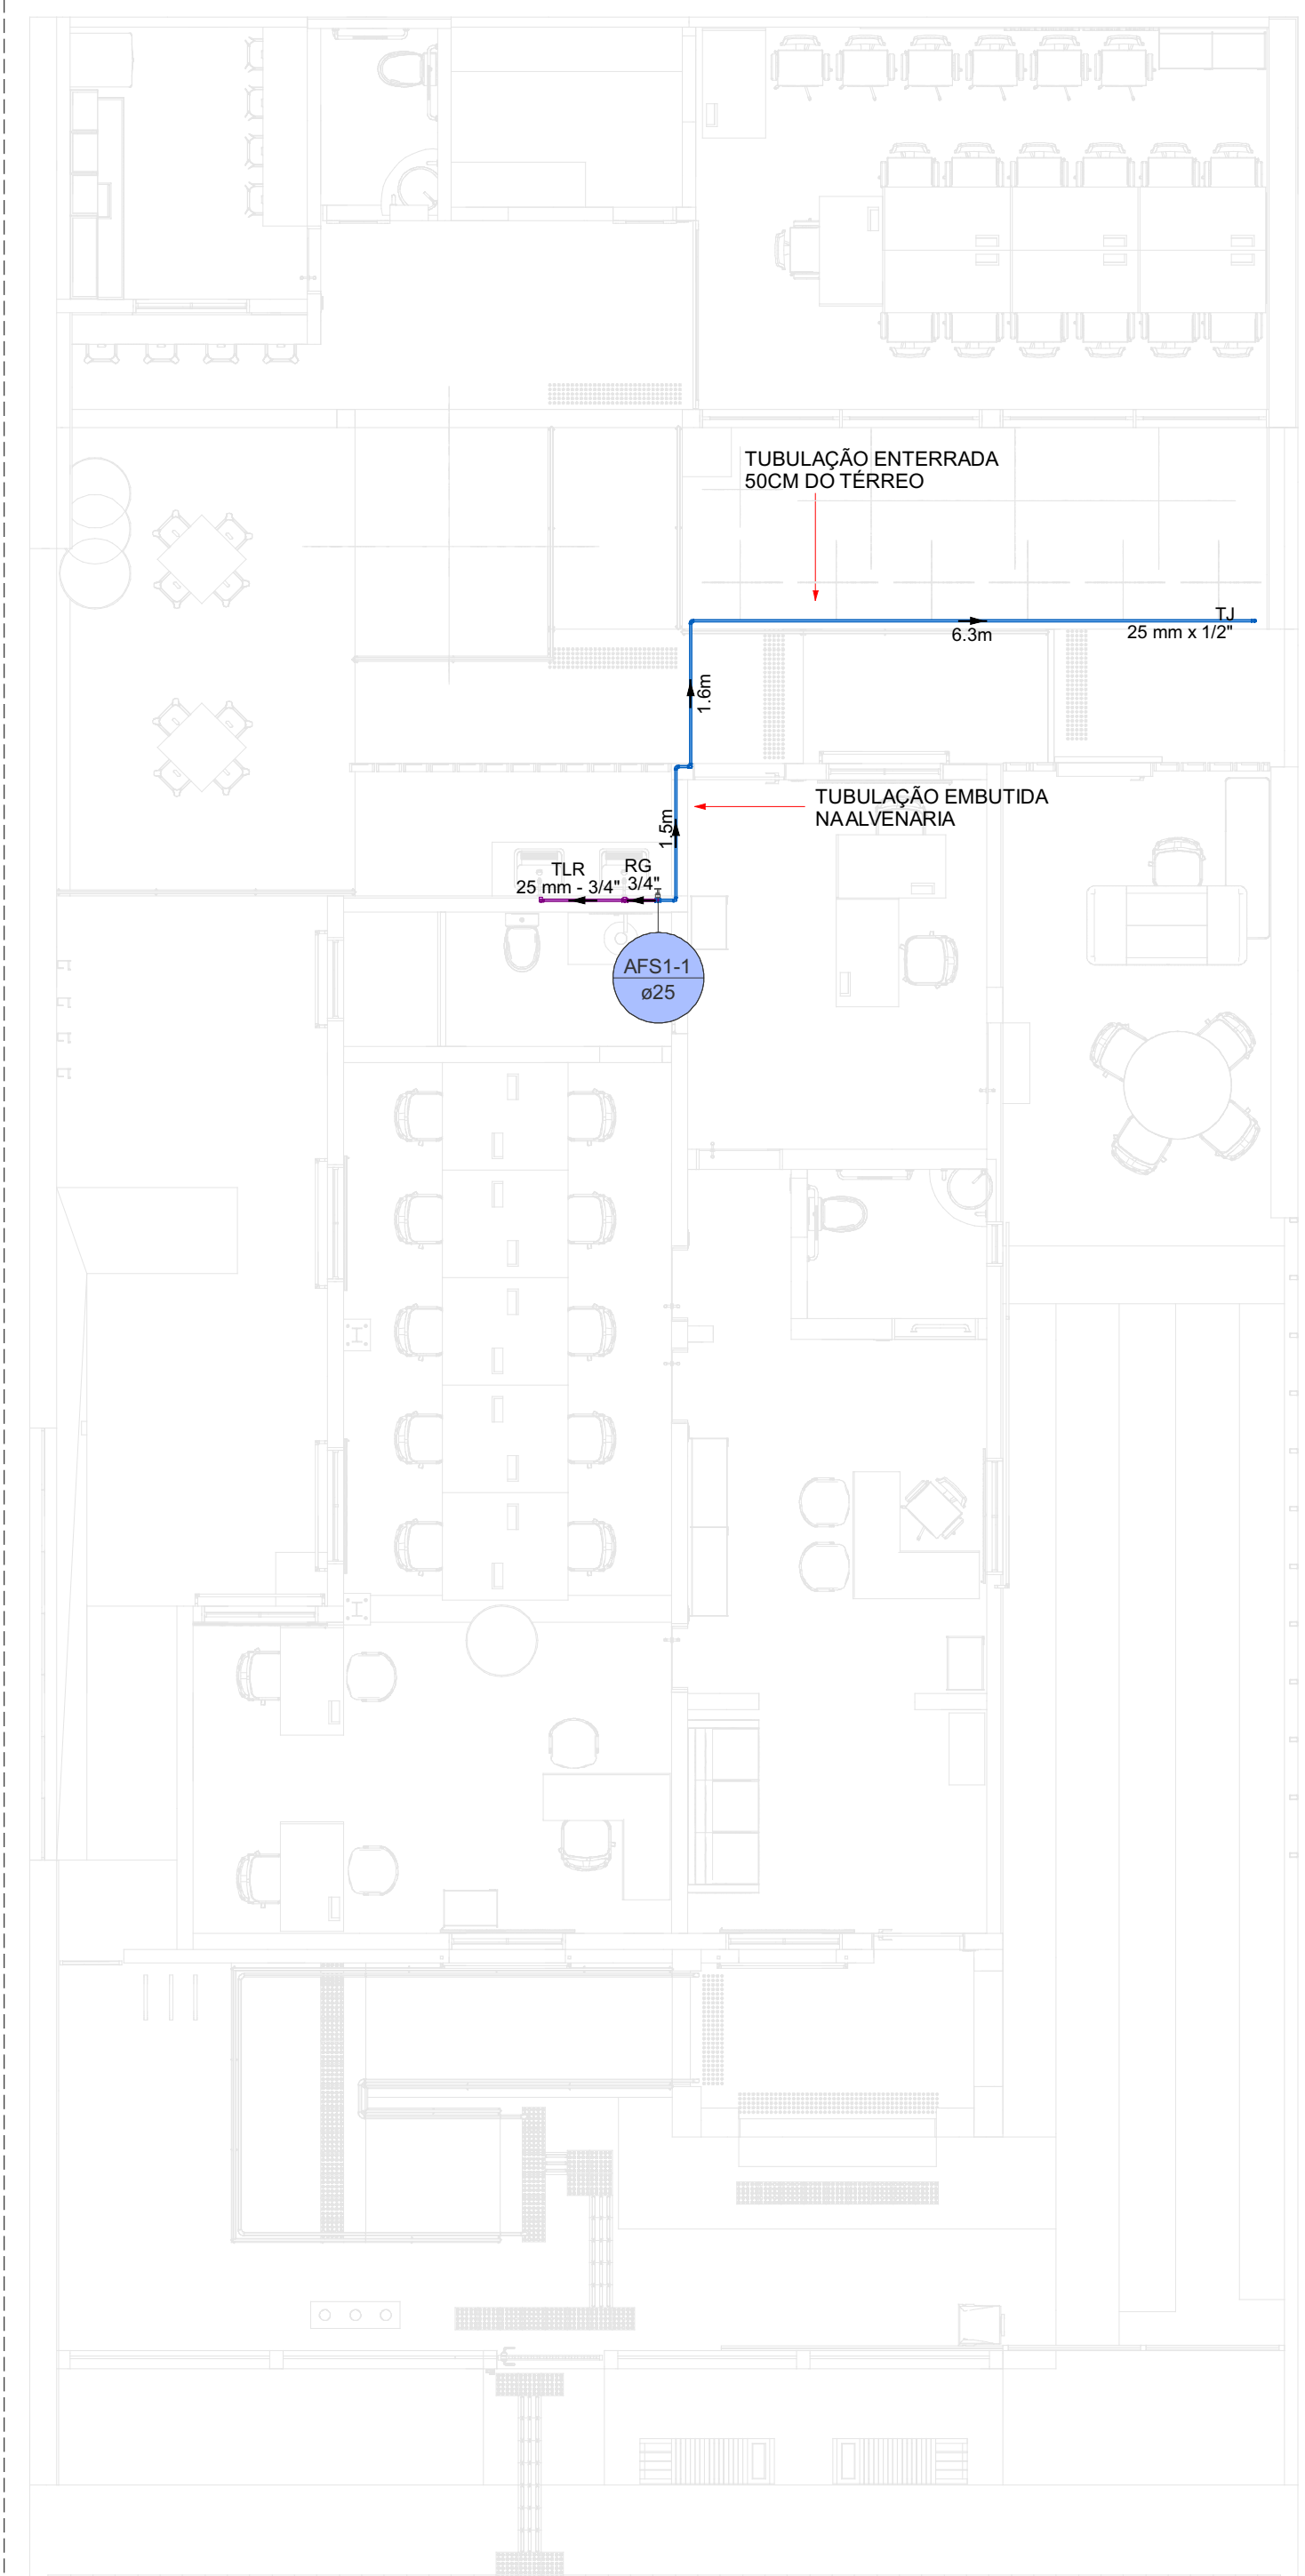 TUBULAÇÃO ENTERRADA
50CM DO TÉRREO
TJ
25 mm x 1/2"
6.3m
1.6m
TUBULAÇÃO EMBUTIDA
NA ALVENARIA
1.5m
TLR
25 mm - 3/4"
RG
3/4"
AFS1-1
ø25